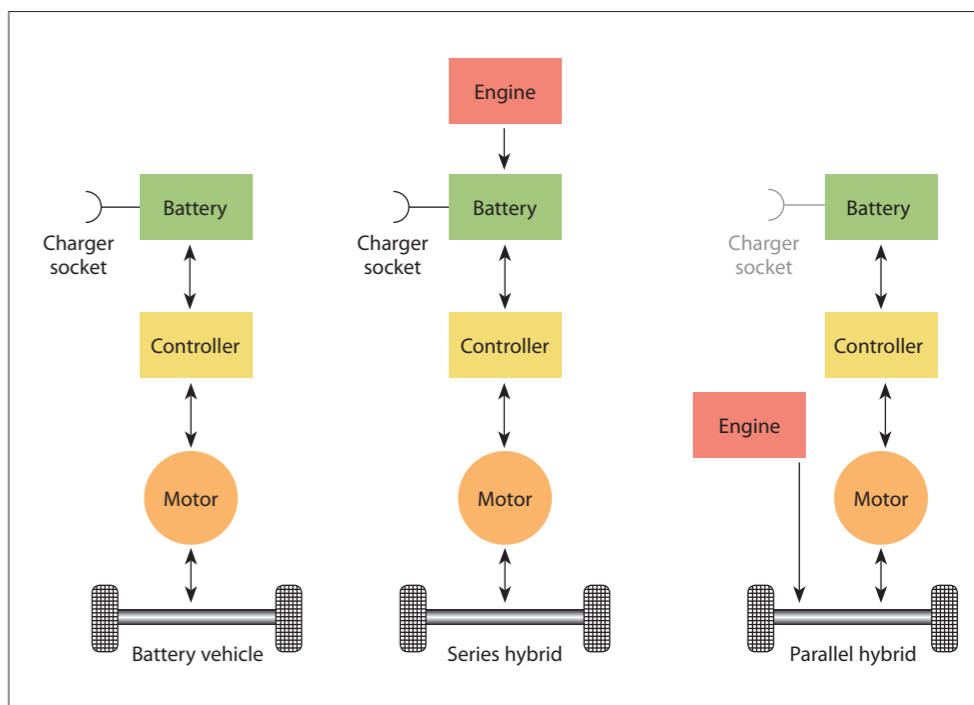 Engine
Battery
Charger
socket
Controller
Motor
Battery vehicle
Battery
Charger
socket
Controller
Motor
Series hybrid
Battery
Charger
socket
Controller
Engine
Motor
Parallel hybrid